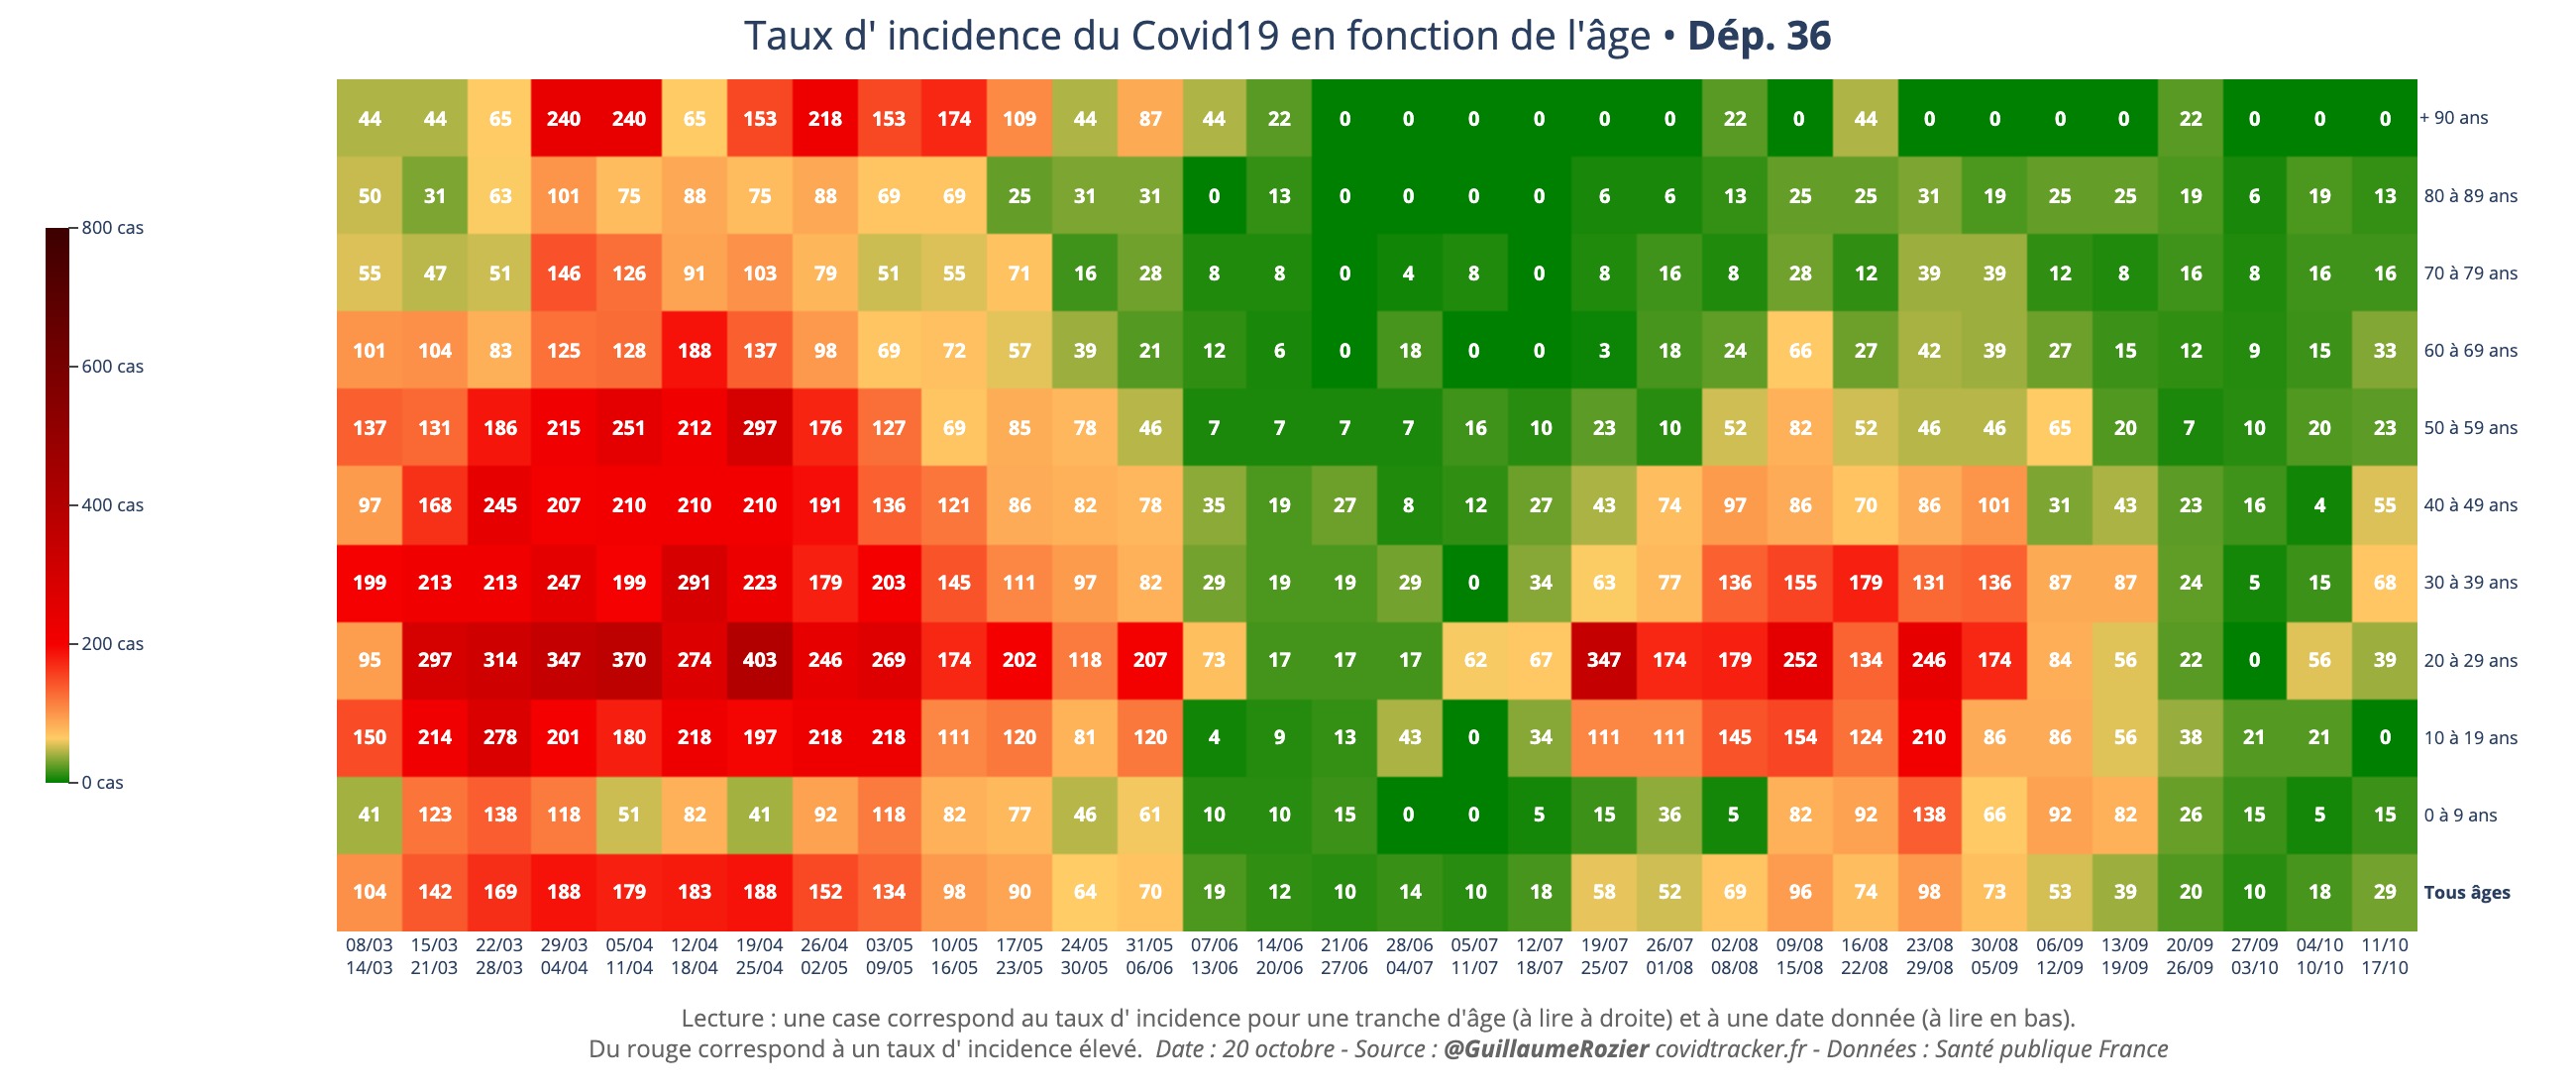 Taux d' incidence du Covid19 en fonction de l'âge • Dép. 36
800 cas
600 cas
400 cas
200 cas
0 cas
44 44 65 240 240 65 153 218 153 174 109 44 87 44 22 0 0 0 0 0 0 22 0 44 0 0 0 0 22 0 0 0 + 90 ans
50 31 63 101 75 88 75 88 69 69 25 31 31 0 13 0 0 0 0 6 6 13 25 25 31 19 25 25 19 6 19 13 80 à 89 ans
55 47 51 146 126 91 103 79 51 55 71 16 28 8 8 0 4 8 0 8 16 8 28 12 39 39 12 8 16 8 16 16 70 à 79 ans
101 104 83 125 128 188 137 98 69 72 57 39 21 12 6 0 18 0 0 3 18 24 66 27 42 39 27 15 12 9 15 33 60 à 69 ans
137 131 186 215 251 212 297 176 127 69 85 78 46 7 7 7 7 16 10 23 10 52 82 52 46 46 65 20 7 10 20 23 50 à 59 ans
97 168 245 207 210 210 210 191 136 121 86 82 78 35 19 27 8 12 27 43 74 97 86 70 86 101 31 43 23 16 4 55 40 à 49 ans
199 213 213 247 199 291 223 179 203 145 111 97 82 29 19 19 29 0 34 63 77 136 155 179 131 136 87 87 24 5 15 68 30 à 39 ans
95 297 314 347 370 274 403 246 269 174 202 118 207 73 17 17 17 62 67 347 174 179 252 134 246 174 84 56 22 0 56 39 20 à 29 ans
150 214 278 201 180 218 197 218 218 111 120 81 120 4 9 13 43 0 34 111 111 145 154 124 210 86 86 56 38 21 21 0 10 à 19 ans
41 123 138 118 51 82 41 92 118 82 77 46 61 10 10 15 0 0 5 15 36 5 82 92 138 66 92 82 26 15 5 15 0 à 9 ans
104 142 169 188 179 183 188 152 134 98 90 64 70 19 12 10 14 10 18 58 52 69 96 74 98 73 53 39 20 10 18 29 Tous âges
08/03 15/03 22/03 29/03 05/04 12/04 19/04 26/04 03/05 10/05 17/05 24/05 31/05 07/06 14/06 21/06 28/06 05/07 12/07 19/07 26/07 02/08 09/08 16/08 23/08 30/08 06/09 13/09 20/09 27/09 04/10 11/10
14/03 21/03 28/03 04/04 11/04 18/04 25/04 02/05 09/05 16/05 23/05 30/05 06/06 13/06 20/06 27/06 04/07 11/07 18/07 25/07 01/08 08/08 15/08 22/08 29/08 05/09 12/09 19/09 26/09 03/10 10/10 17/10
Lecture : une case correspond au taux d' incidence pour une tranche d'âge (à lire à droite) et à une date donnée (à lire en bas).
Du rouge correspond à un taux d' incidence élevé. Date : 20 octobre - Source : @GuillaumeRozier covidtracker.fr - Données : Santé publique France